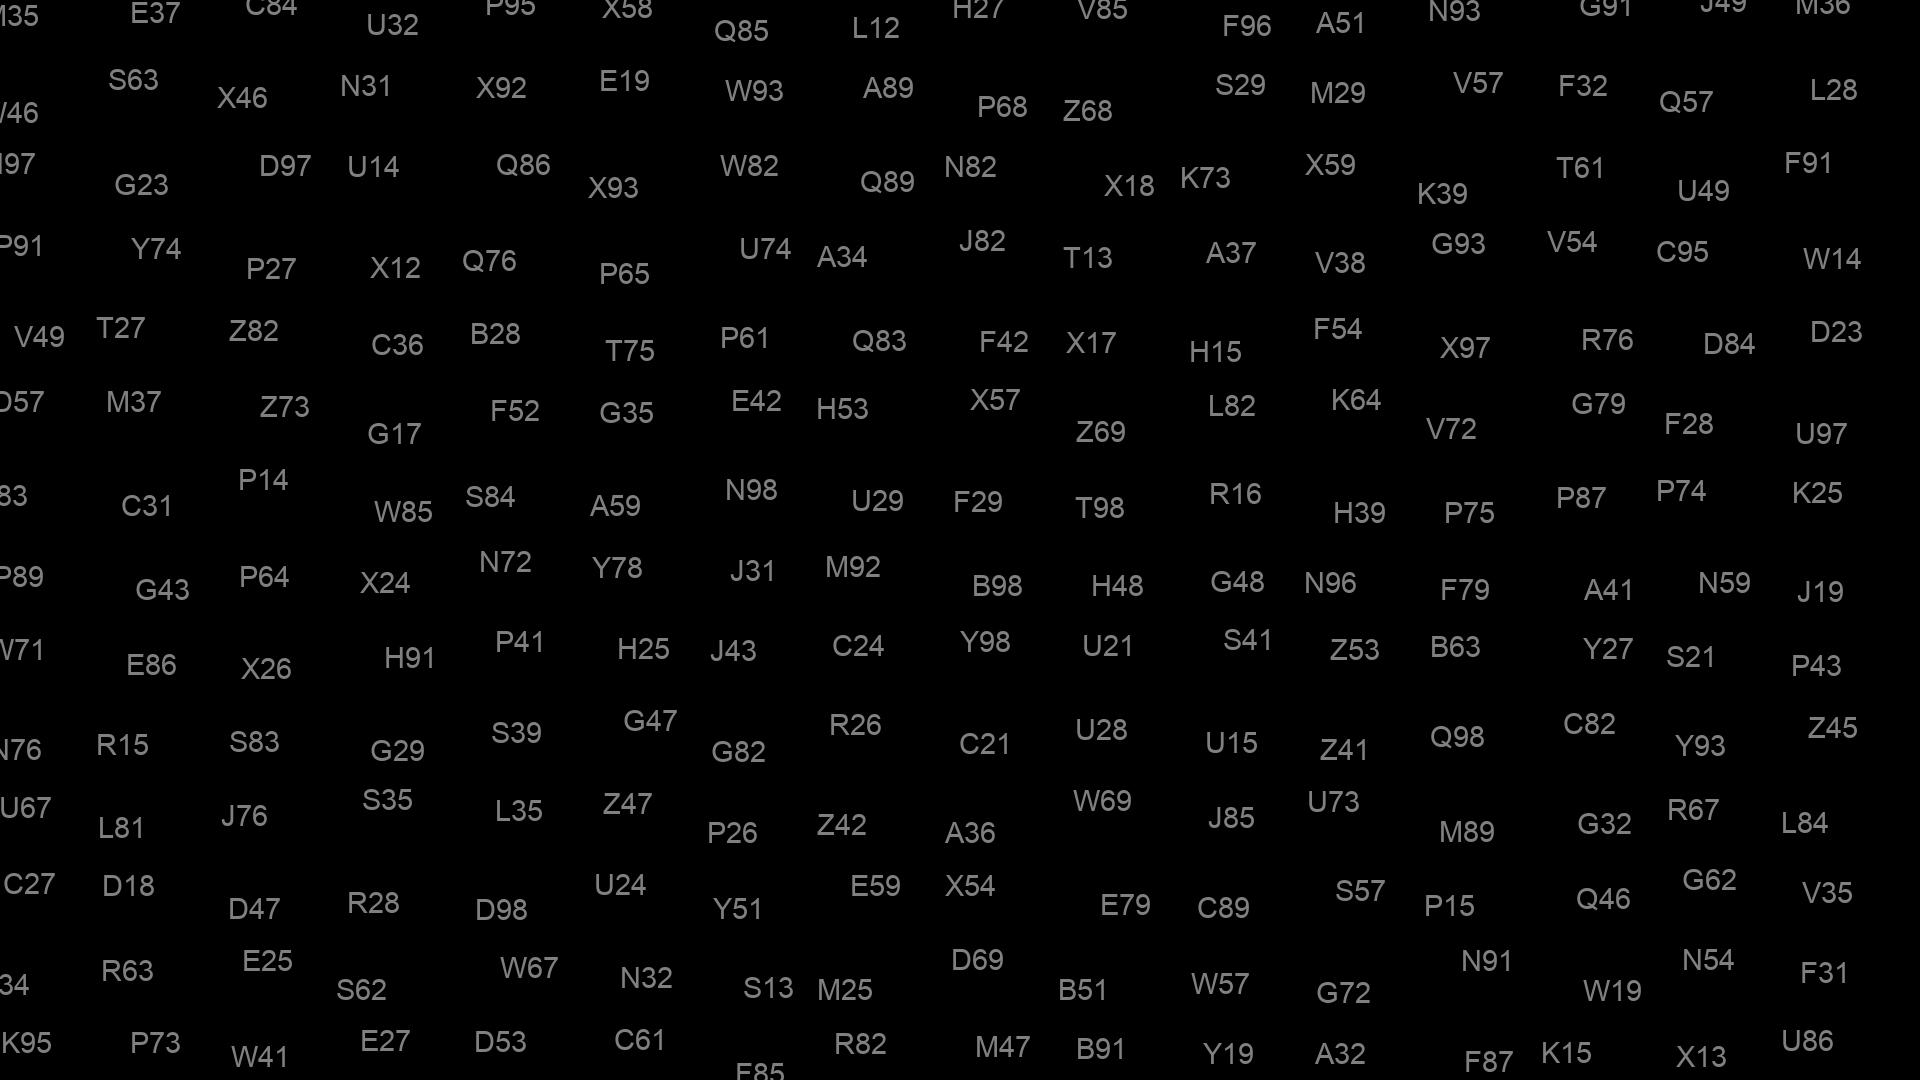 E37 C84 U32 P95 X58 Q85 L12 H27 V85 F96 A51 N93 G91 J49 M36
S63 X46 N31 X92 E19 W93 A89 P68 Z68 S29 M29 V57 F32 Q57 L28
G23 D97 U14 Q86 X93 W82 Q89 N82 X18 K73 X59 K39 T61 U49 F91
P91 Y74 P27 X12 Q76 P65 U74 A34 J82 T13 A37 V38 G93 V54 C95 W14
V49 T27 Z82 C36 B28 T75 P61 Q83 F42 X17 H15 F54 X97 R76 D84 D23
D57 M37 Z73 G17 F52 G35 E42 H53 X57 Z69 L82 K64 V72 G79 F28 U97
83 C31 P14 W85 S84 A59 N98 U29 F29 T98 R16 H39 P75 P87 P74 K25
P89 G43 P64 X24 N72 Y78 J31 M92 B98 H48 G48 N96 F79 A41 N59 J19
W71 E86 X26 H91 P41 H25 J43 C24 Y98 U21 S41 Z53 B63 Y27 S21 P43
N76 R15 S83 G29 S39 G47 G82 R26 C21 U28 U15 Z41 Q98 C82 Y93 Z45
U67 L81 J76 S35 L35 Z47 P26 Z42 A36 W69 J85 U73 M89 G32 R67 L84
C27 D18 D47 R28 D98 U24 Y51 E59 X54 E79 C89 S57 P15 Q46 G62 V35
34 R63 E25 S62 W67 N32 S13 M25 D69 B51 W57 G72 N91 W19 N54 F31
K95 P73 W41 E27 D53 C61 R82 M47 B91 Y19 A32 F87 K15 X13 U86